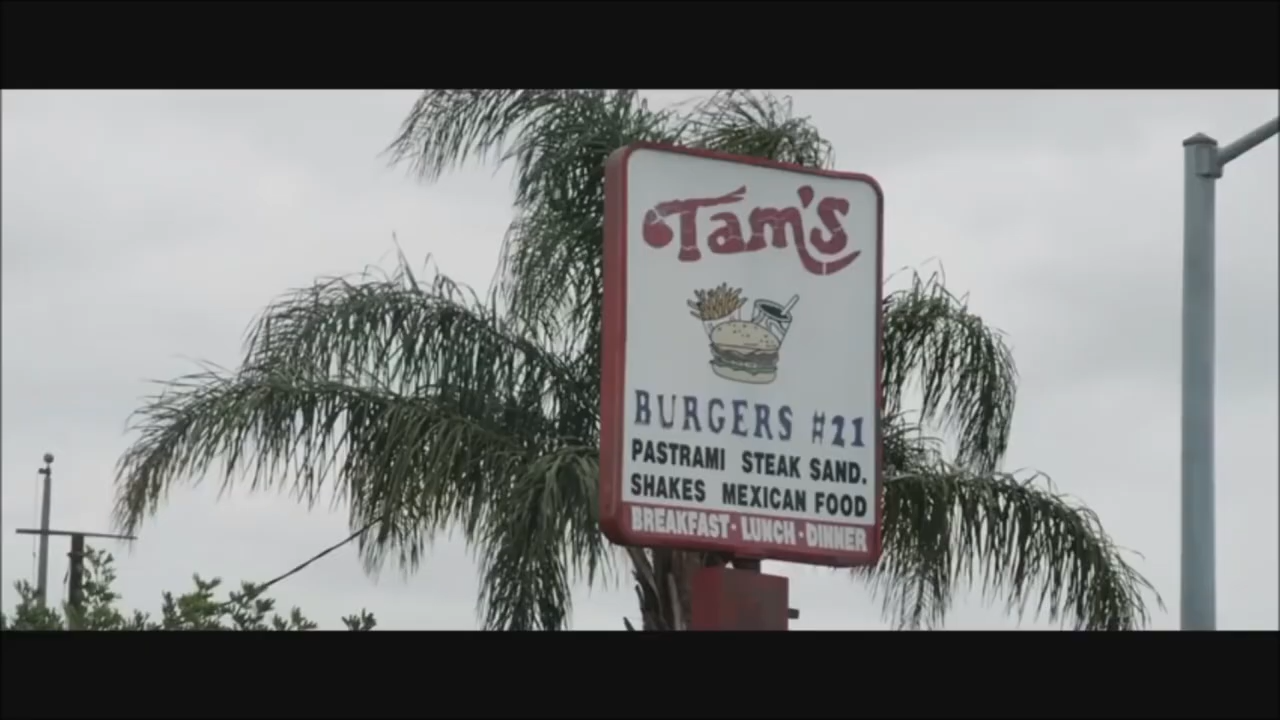 Tam's
BURGERS #21
PASTRAMI STEAK SAND.
SHAKES MEXICAN FOOD
BREAKFAST · LUNCH · DINNER